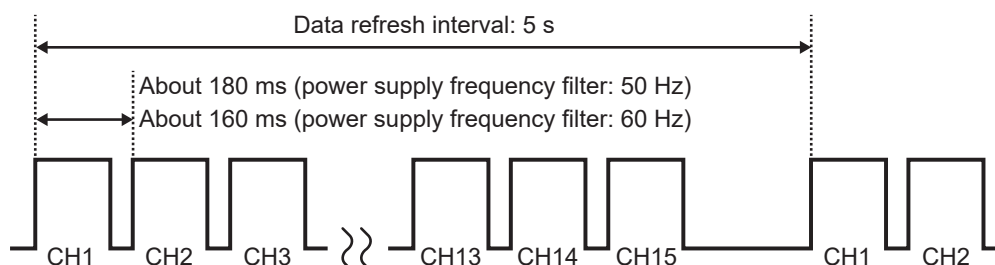 Data refresh interval: 5 s
About 180 ms (power supply frequency filter: 50 Hz)
About 160 ms (power supply frequency filter: 60 Hz)
CH1 CH2 CH3 CH13 CH14 CH15 CH1 CH2